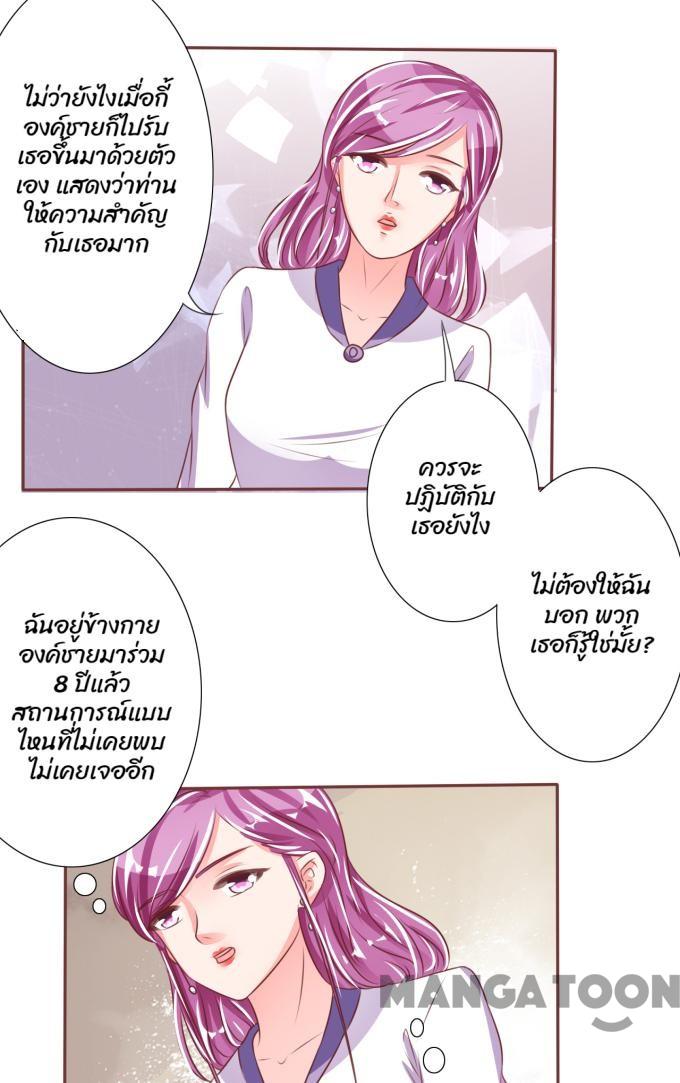 ไม่ว่ายังไงเมื่อกี้
องค์ชายก็ไปรับ
เธอขึ้นมาด้วยตัว
เอง แสดงว่าท่าน
ให้ความสำคัญ
กับเธอมาก
ควรจะ
ปฏิบัติกับ
เธอยังไง
ไม่ต้องให้ฉัน
บอก พวก
เธอก็รู้ใช่มั้ย?
ฉันอยู่ข้างกาย
องค์ชายมาร่วม
8 ปีแล้ว
สถานการณ์แบบ
ไหนที่ไม่เคยพบ
ไม่เคยเจออีก
MANGATOON